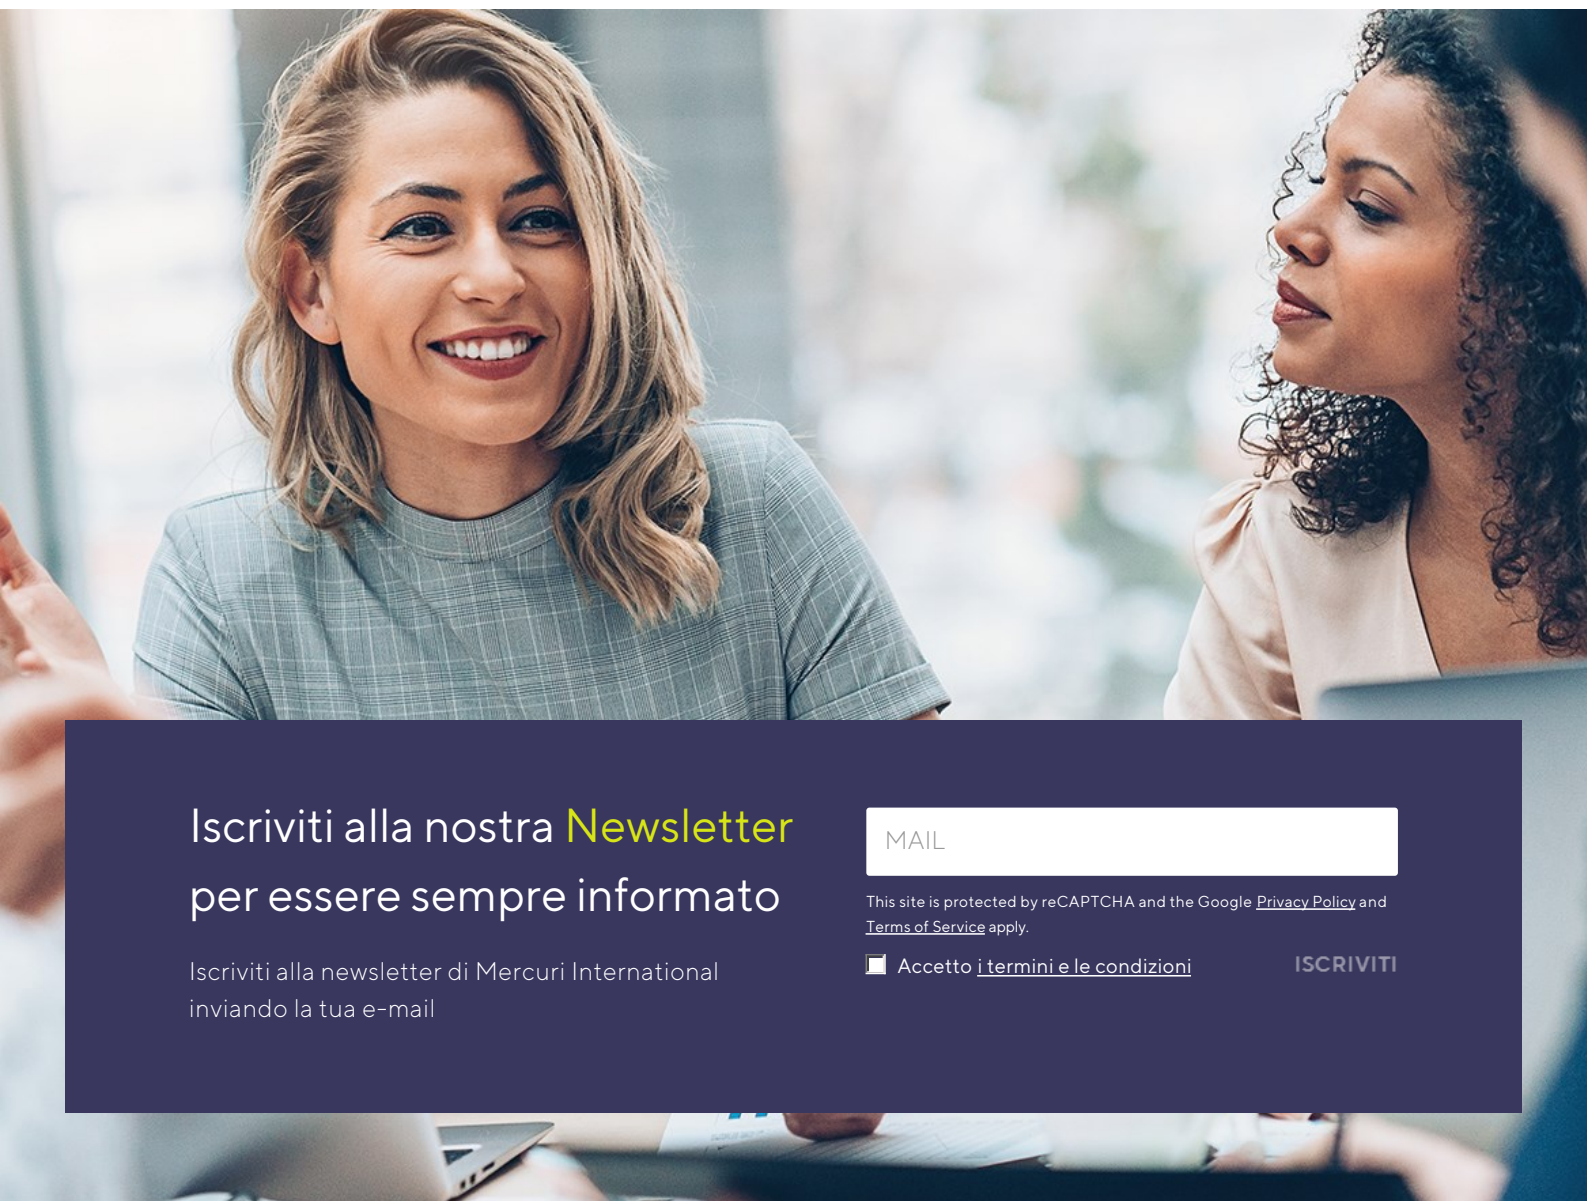 Iscriviti alla nostra Newsletter
per essere sempre informato
Iscriviti alla newsletter di Mercuri International
inviando la tua e-mail
MAIL
This site is protected by reCAPTCHA and the Google Privacy Policy and
Terms of Service apply.
Accetto i termini e le condizioni
ISCRIVITI